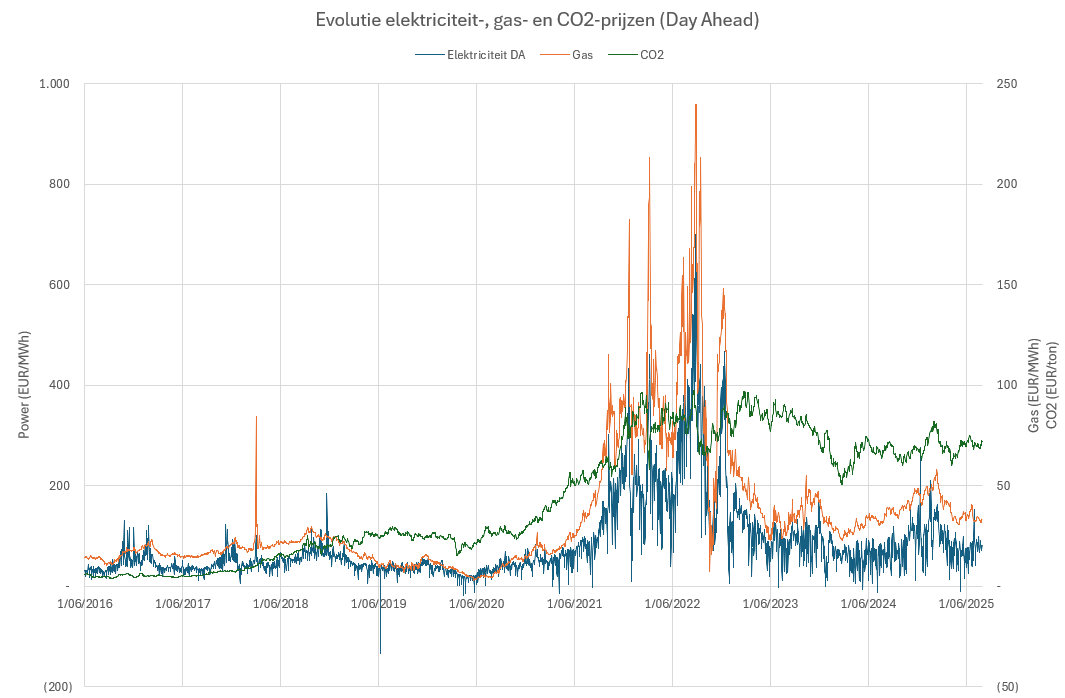 Evolutie elektriciteit-, gas- en CO2-prijzen (Day Ahead)
Elektriciteit DA Gas CO2
1.000 250
800 200
600 150
400 100
200 50
- -
(200) (50)
Power (EUR/MWh)
Gas (EUR/MWh)
CO2 (EUR/ton)
1/06/2016 1/06/2017 1/06/2018 1/06/2019 1/06/2020 1/06/2021 1/06/2022 1/06/2023 1/06/2024 1/06/2025